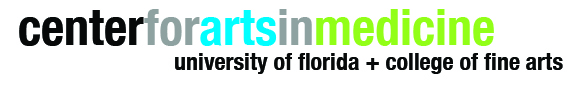 centerforartsinmedicine
university of florida + college of fine arts